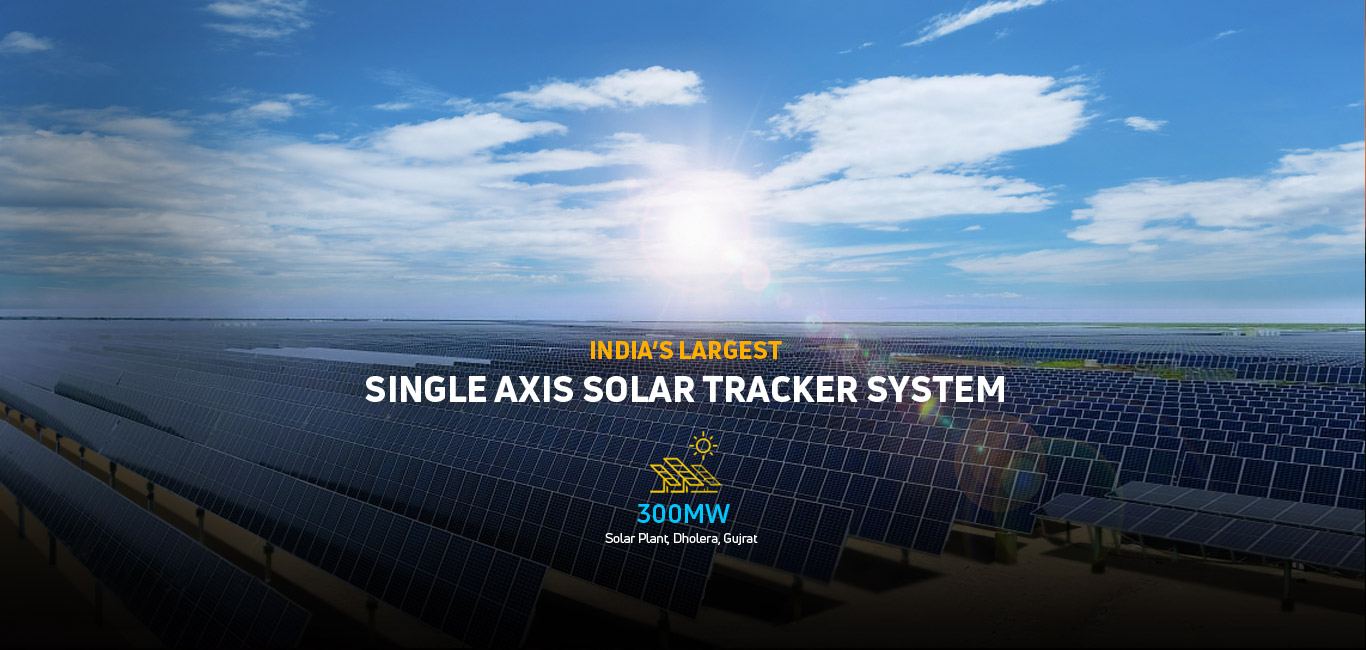 INDIA'S LARGEST
SINGLE AXIS SOLAR TRACKER SYSTEM
300MW
Solar Plant, Dholera, Gujrat